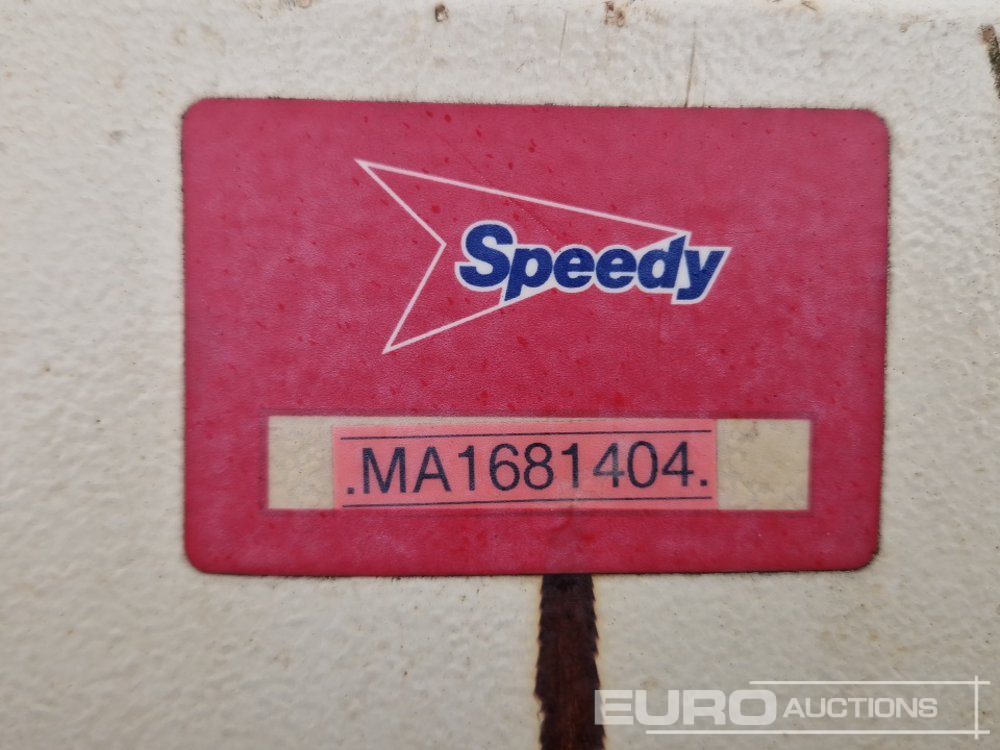 Speedy
.MA1681404.
EURO AUCTIONS